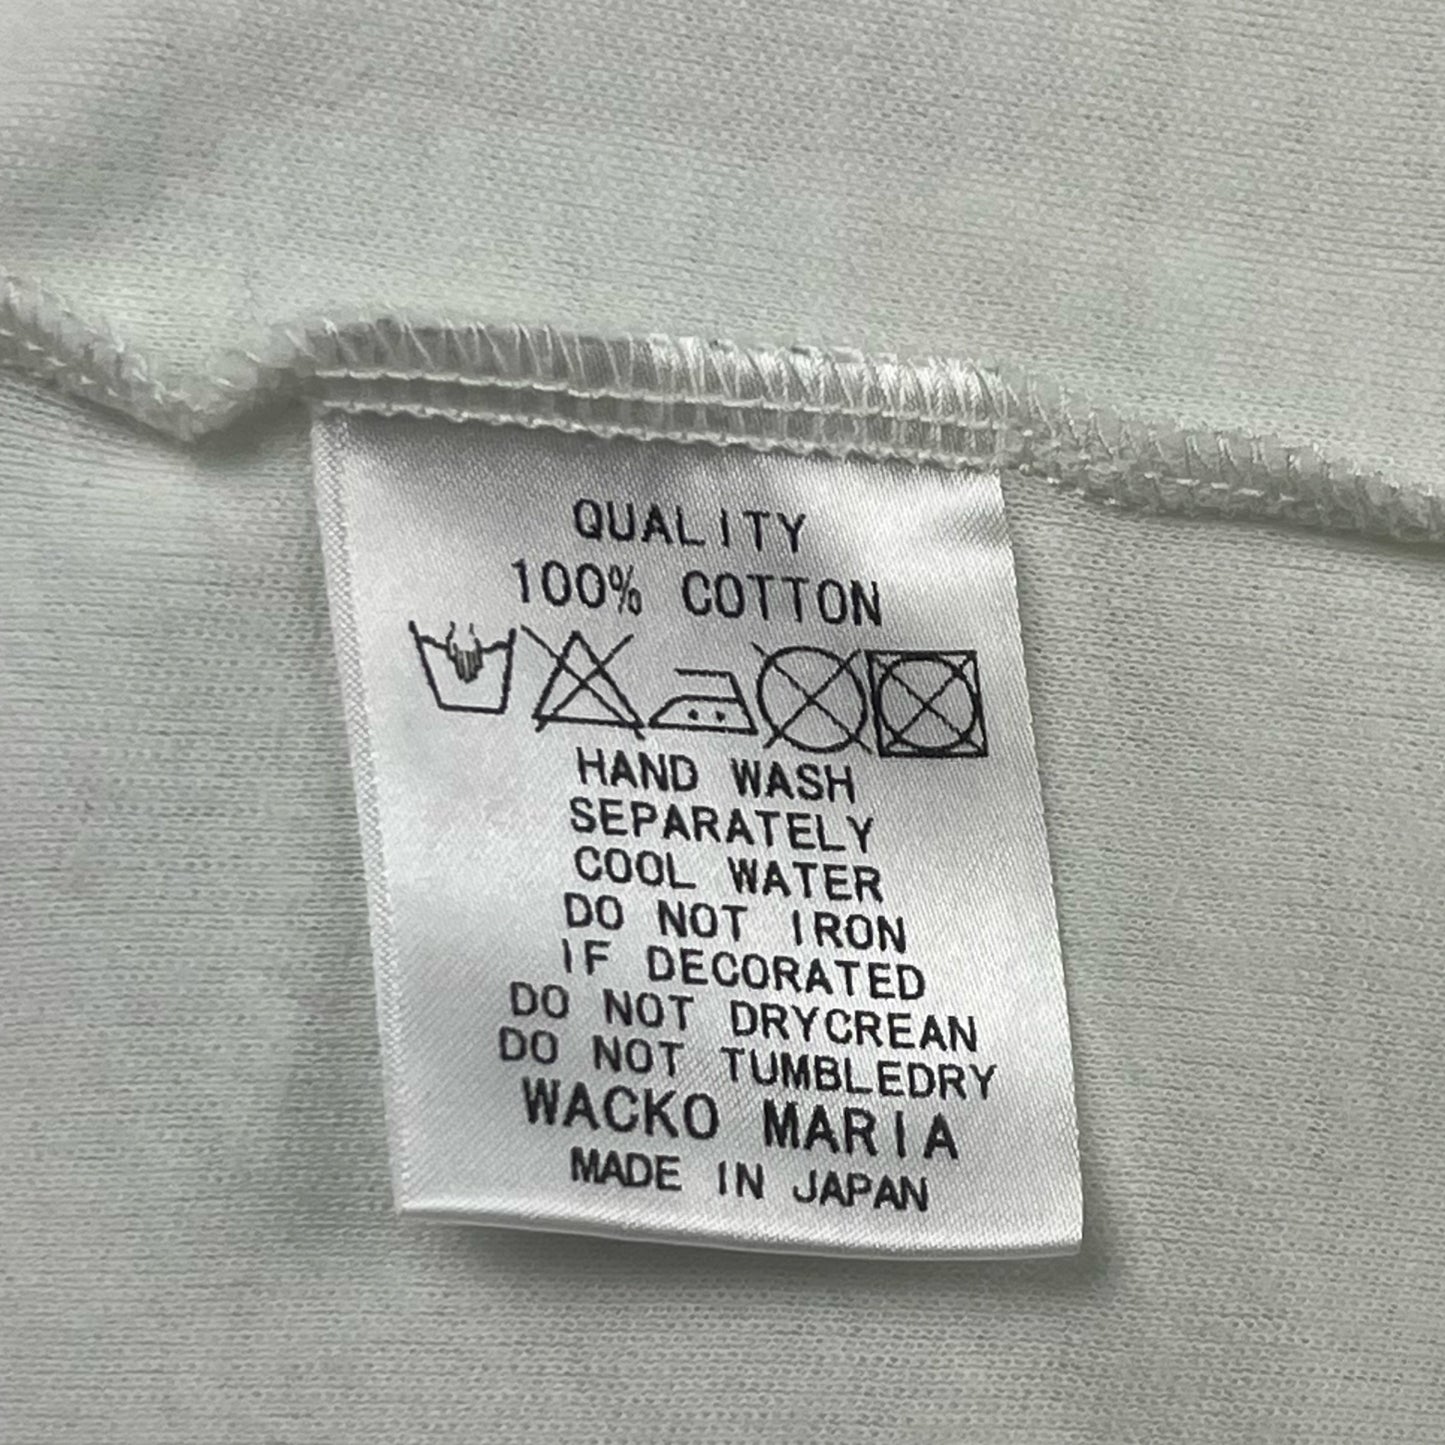 QUALITY
100% COTTON
HAND WASH
SEPARATELY
COOL WATER
DO NOT IRON
IF DECORATED
DO NOT DRYCREAN
DO NOT TUMBLEDRY
WACKO MARIA
MADE IN JAPAN